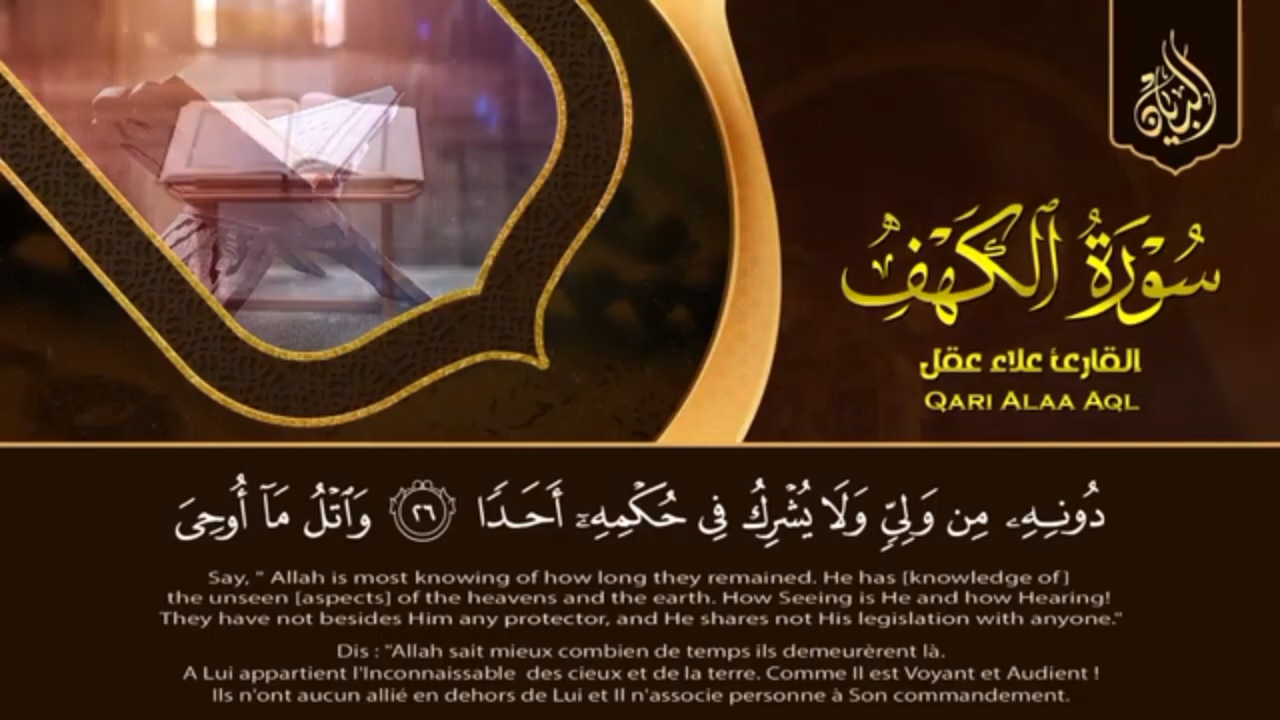 البيان
سُورَةُ ٱلْكَهْفِ
القارئ علاء عقل
QARI ALAA AQL
دُونِهِۦ مِن وَلِيٍّ وَلَا يُشْرِكُ فِى حُكْمِهِۦٓ أَحَدًا ٢٦ وَٱتْلُ مَآ أُوحِىَ
Say, " Allah is most knowing of how long they remained. He has [knowledge of]
the unseen [aspects] of the heavens and the earth. How Seeing is He and how Hearing!
They have not besides Him any protector, and He shares not His legislation with anyone."
Dis : "Allah sait mieux combien de temps ils demeurèrent là.
A Lui appartient l'Inconnaissable des cieux et de la terre. Comme Il est Voyant et Audient !
Ils n'ont aucun allié en dehors de Lui et Il n'associe personne à Son commandement.